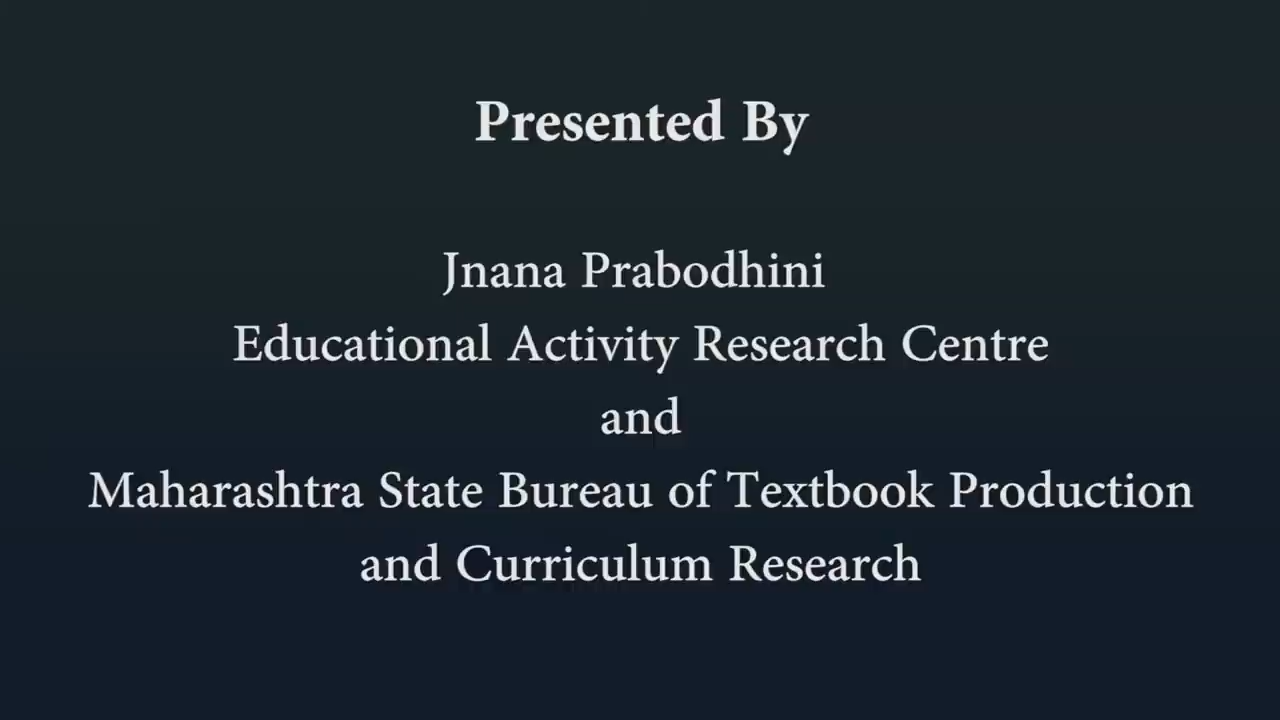 Presented By
Jnana Prabodhini
Educational Activity Research Centre
and
Maharashtra State Bureau of Textbook Production
and Curriculum Research